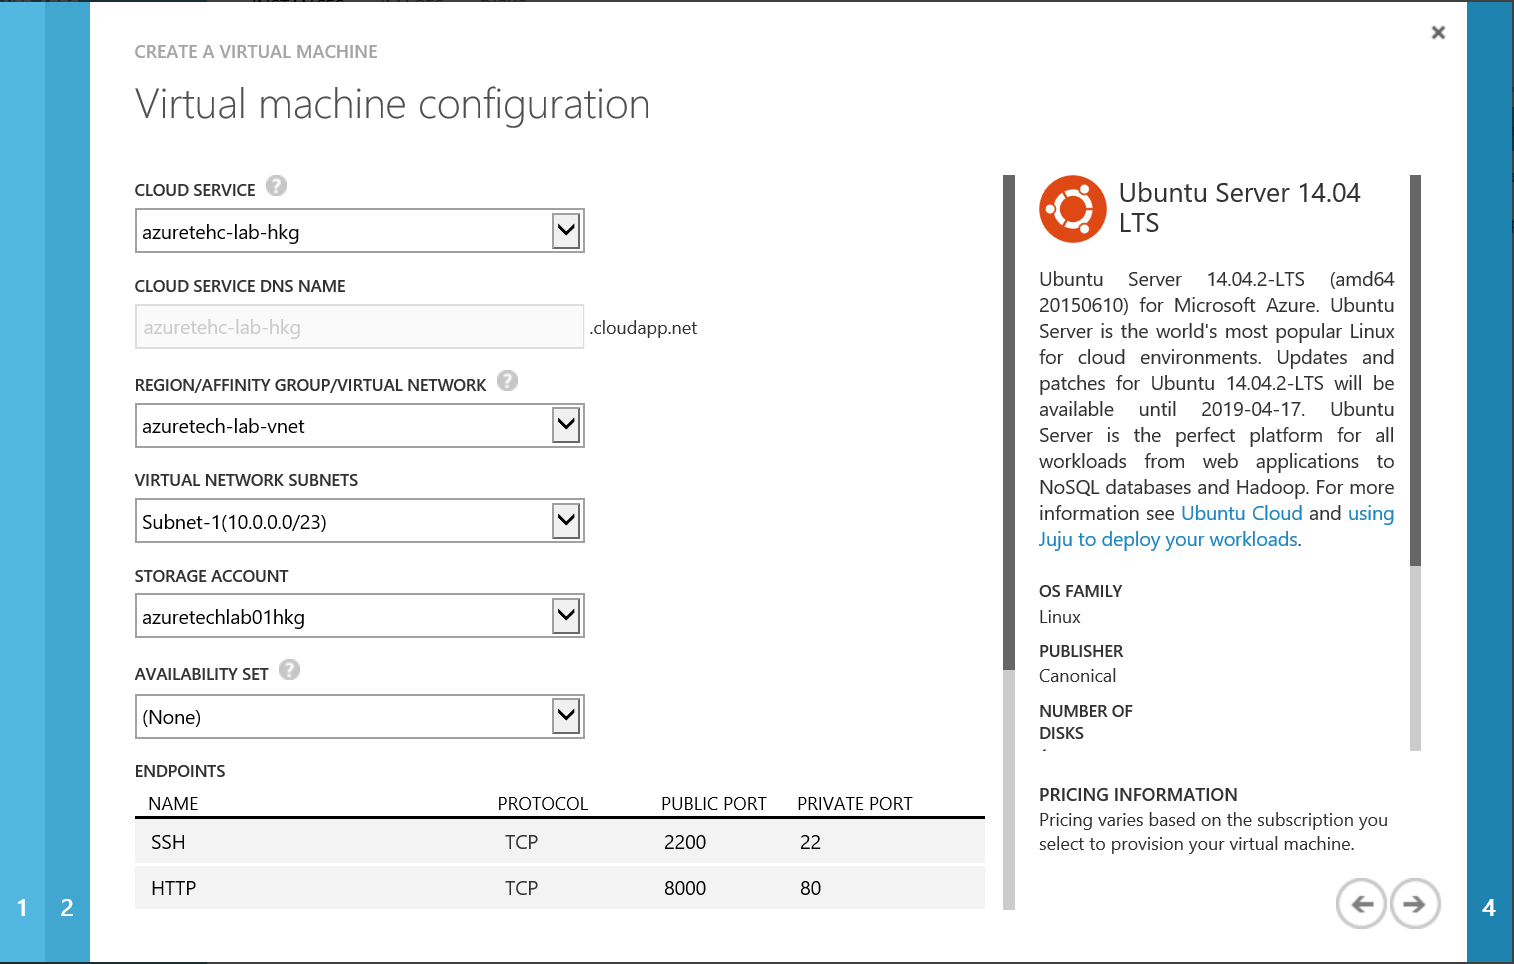 CREATE A VIRTUAL MACHINE
Virtual machine configuration
CLOUD SERVICE ?
azuretehc-lab-hkg
CLOUD SERVICE DNS NAME
azuretehc-lab-hkg .cloudapp.net
REGION/AFFINITY GROUP/VIRTUAL NETWORK ?
azuretech-lab-vnet
VIRTUAL NETWORK SUBNETS
Subnet-1(10.0.0.0/23)
STORAGE ACCOUNT
azuretechlab01hkg
AVAILABILITY SET ?
(None)
ENDPOINTS
NAME PROTOCOL PUBLIC PORT PRIVATE PORT
SSH TCP 2200 22
HTTP TCP 8000 80
Ubuntu Server 14.04
LTS
Ubuntu Server 14.04.2-LTS (amd64
20150610) for Microsoft Azure. Ubuntu
Server is the world's most popular Linux
for cloud environments. Updates and
patches for Ubuntu 14.04.2-LTS will be
available until 2019-04-17. Ubuntu
Server is the perfect platform for all
workloads from web applications to
NoSQL databases and Hadoop. For more
information see Ubuntu Cloud and using
Juju to deploy your workloads.
OS FAMILY
Linux
PUBLISHER
Canonical
NUMBER OF
DISKS
PRICING INFORMATION
Pricing varies based on the subscription you
select to provision your virtual machine.
1 2 4